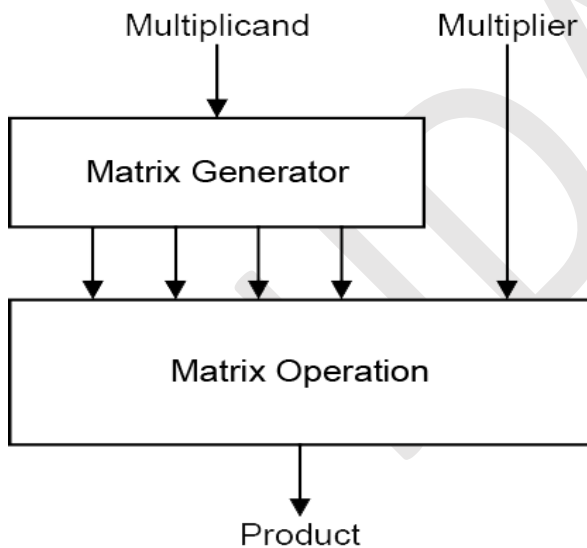 Multiplicand Multiplier
Matrix Generator
Matrix Operation
Product